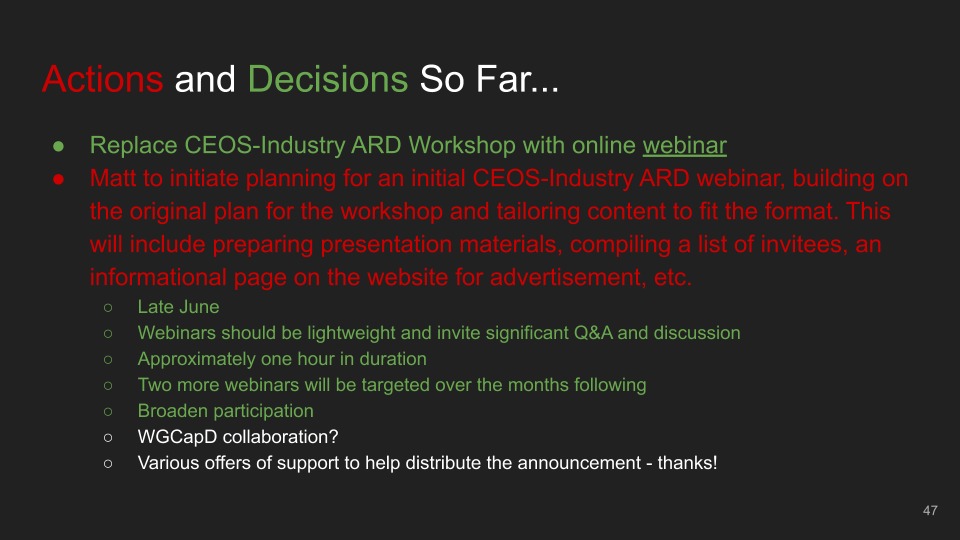 Actions and Decisions So Far...
● Replace CEOS-Industry ARD Workshop with online webinar
● Matt to initiate planning for an initial CEOS-Industry ARD webinar, building on
the original plan for the workshop and tailoring content to fit the format. This
will include preparing presentation materials, compiling a list of invitees, an
informational page on the website for advertisement, etc.
○ Late June
○ Webinars should be lightweight and invite significant Q&A and discussion
○ Approximately one hour in duration
○ Two more webinars will be targeted over the months following
○ Broaden participation
○ WGCapD collaboration?
○ Various offers of support to help distribute the announcement - thanks!
47